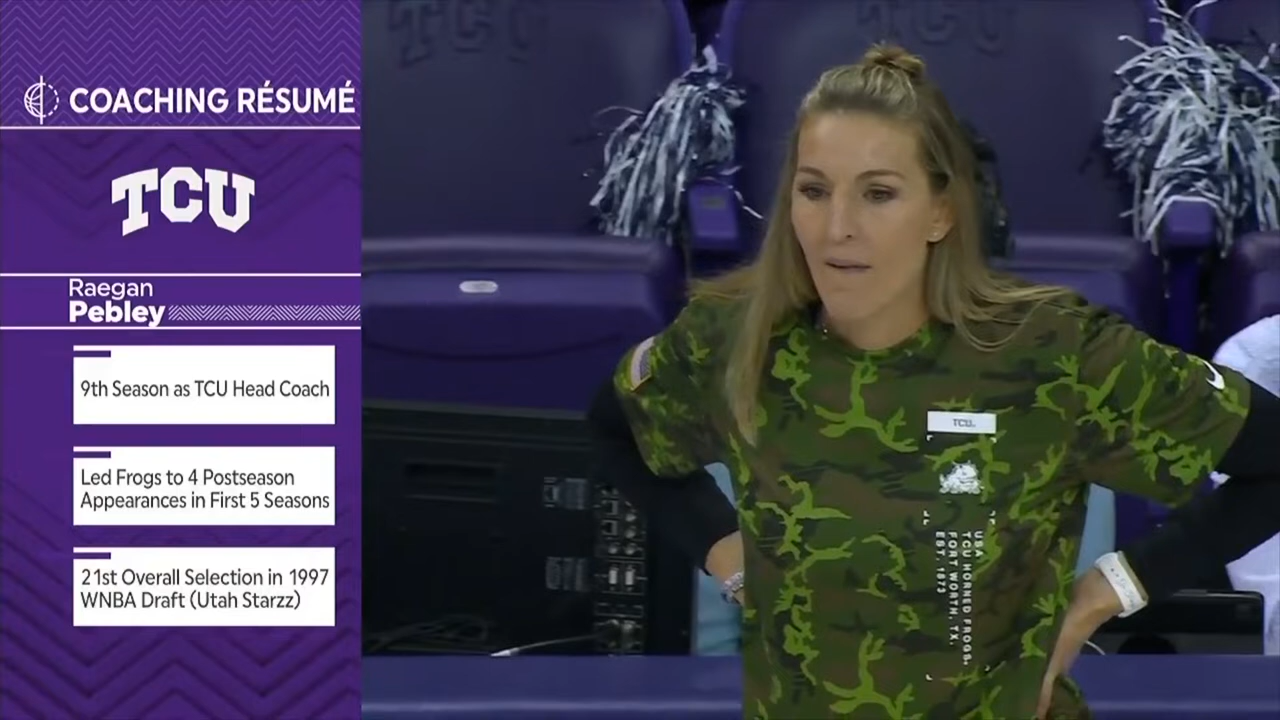 COACHING RÉSUMÉ
TCU
Raegan
Pebley
9th Season as TCU Head Coach
Led Frogs to 4 Postseason
Appearances in First 5 Seasons
21st Overall Selection in 1997
WNBA Draft (Utah Starzz)
TCU
TCU
TCU.
USA
TCU HORNED FROGS.
FORT WORTH, TX.
EST. 1873